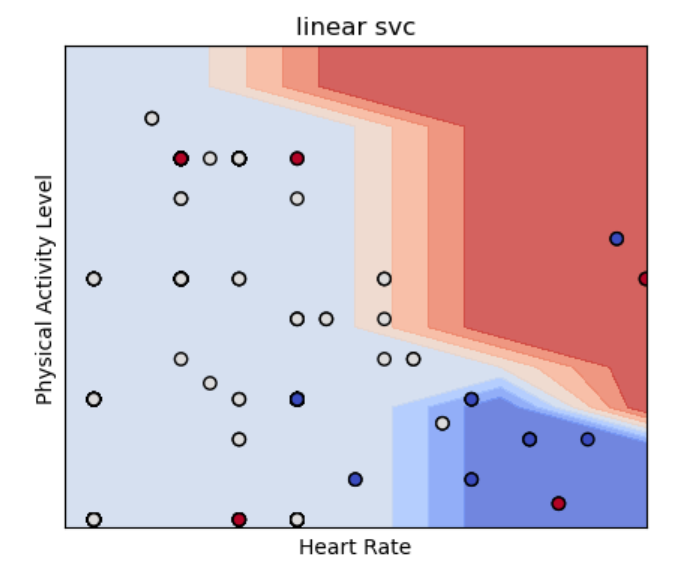 linear svc
Physical Activity Level
Heart Rate